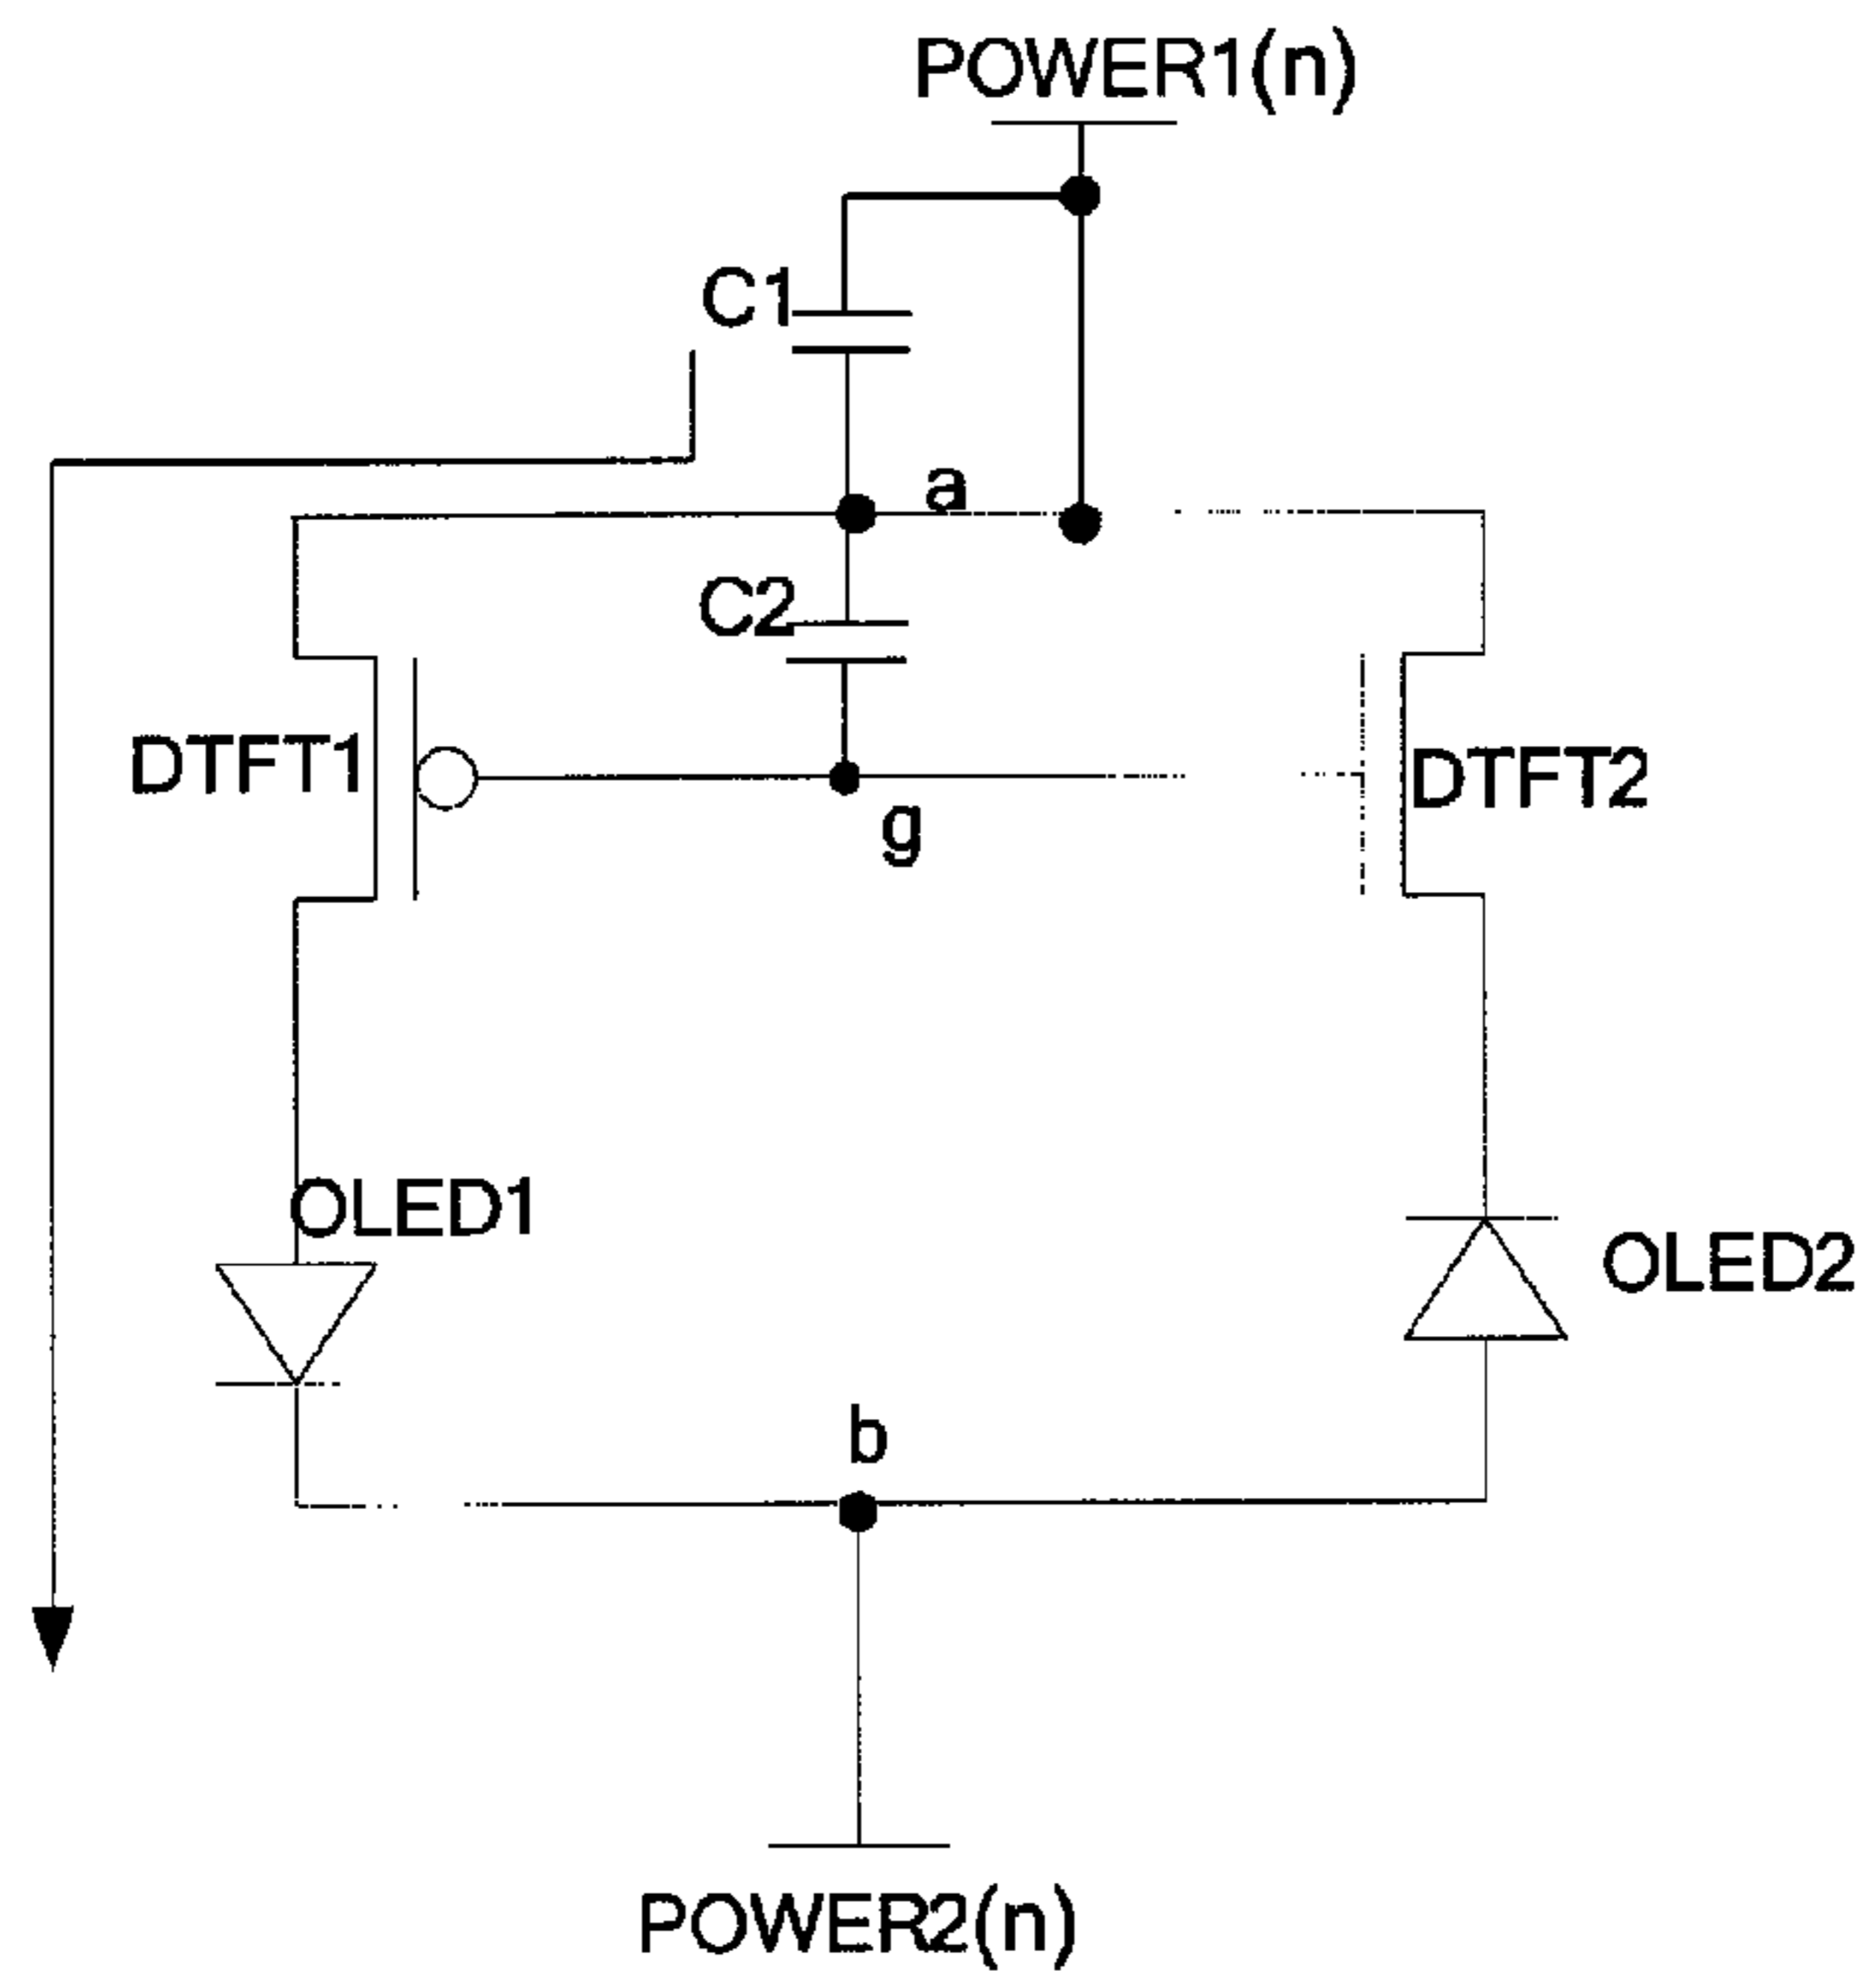 POWER1(n)
C1
a
C2
DTFT1
DTFT2
g
OLED1
OLED2
b
POWER2(n)